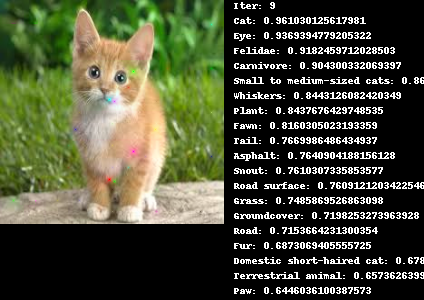 Iter: 9
Cat: 0.961030125617981
Eye: 0.9369394779205322
Felidae: 0.9182459712028503
Carnivore: 0.904300332069397
Small to medium-sized cats: 0.86
Whiskers: 0.8443126082420349
Plant: 0.8437676429748535
Fawn: 0.8160305023193359
Tail: 0.7669986486434937
Asphalt: 0.7640904188156128
Snout: 0.7610307335853577
Road surface: 0.7609121203422546
Grass: 0.7485869526863098
Groundcover: 0.7198253273963928
Road: 0.7153664231300354
Fur: 0.6873069405555725
Domestic short-haired cat: 0.678
Terrestrial animal: 0.6573626399
Paw: 0.6446036100387573